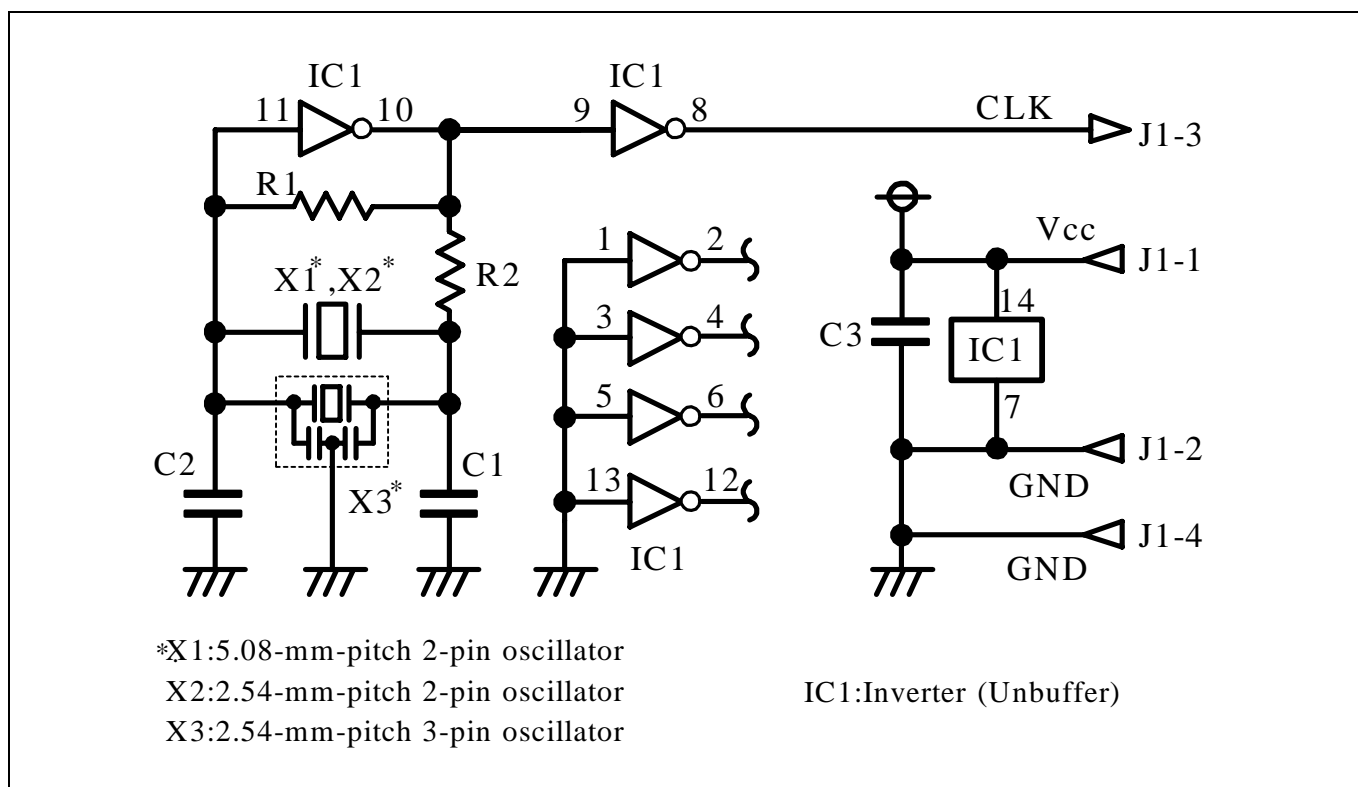 IC1
IC1
11
10
9
8
CLK
J1-3
R1
1
2
Vcc
J1-1
X1*,X2*
R2
3
4
14
C3
IC1
5
6
7
C2
C1
J1-2
X3*
13
12
GND
IC1
J1-4
GND
*X1:5.08-mm-pitch 2-pin oscillator
X2:2.54-mm-pitch 2-pin oscillator
IC1:Inverter (Unbuffer)
X3:2.54-mm-pitch 3-pin oscillator